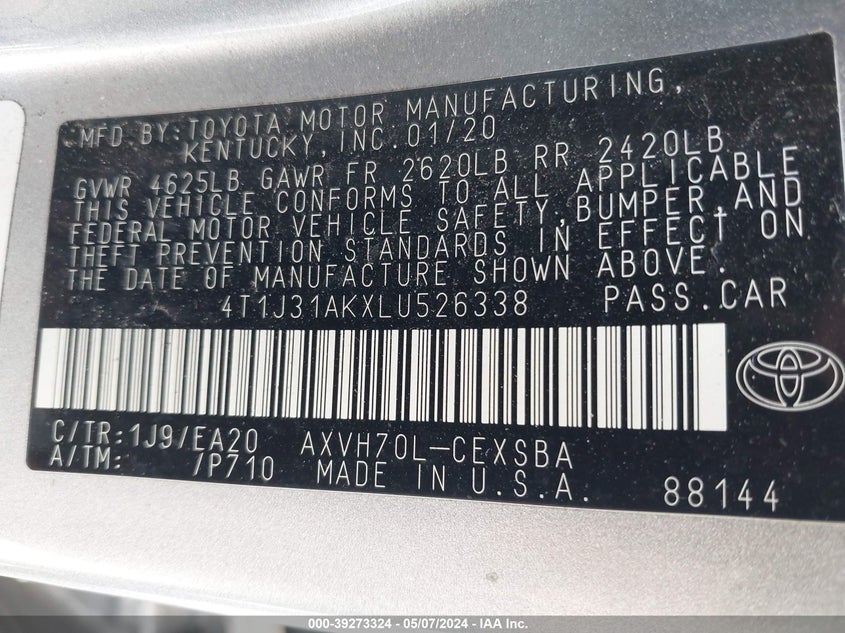 MFD BY: TOYOTA MOTOR MANUFACTURING,
KENTUCKY, INC. 01/20
GVWR 4625LB GAWR FR 2620LB RR 2420LB
THIS VEHICLE CONFORMS TO ALL APPLICABLE
FEDERAL MOTOR VEHICLE SAFETY, BUMPER, AND
THEFT PREVENTION STANDARDS IN EFFECT ON
THE DATE OF MANUFACTURE SHOWN ABOVE.
4T1J31AKXLU526338 PASS.CAR
C/TR: 1J9/EA20 AXVH70L-CEXSBA
A/TM: /P710 MADE IN U.S.A.
88144
000-39273324 - 05/07/2024 - IAA Inc.